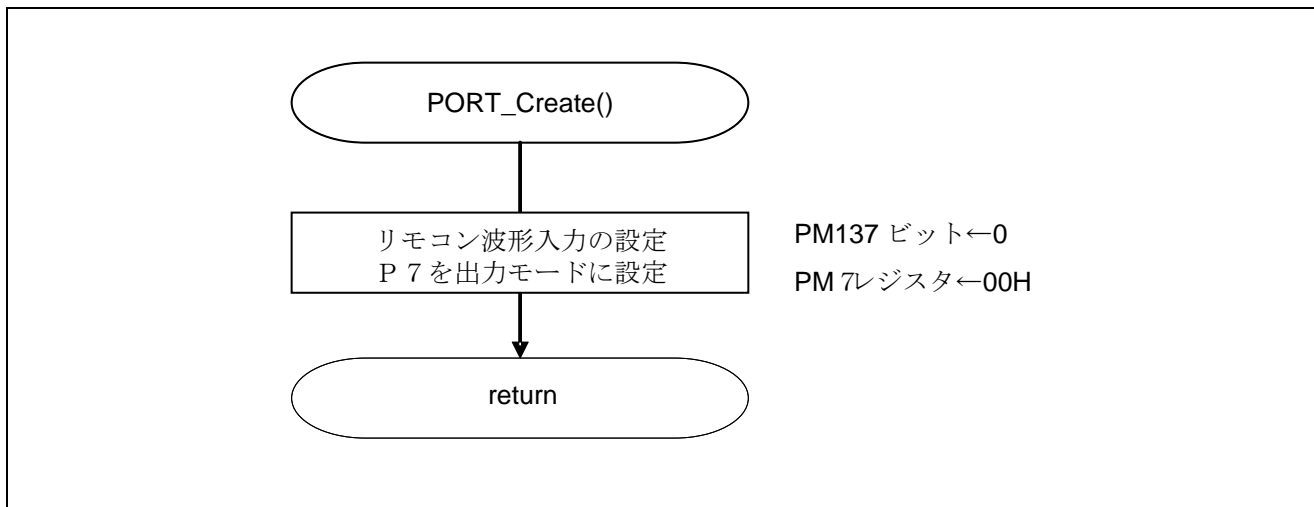 PORT_Create()
リモコン波形入力の設定
Ｐ７を出力モードに設定
PM137 ビット←0
PM 7レジスタ←00H
return